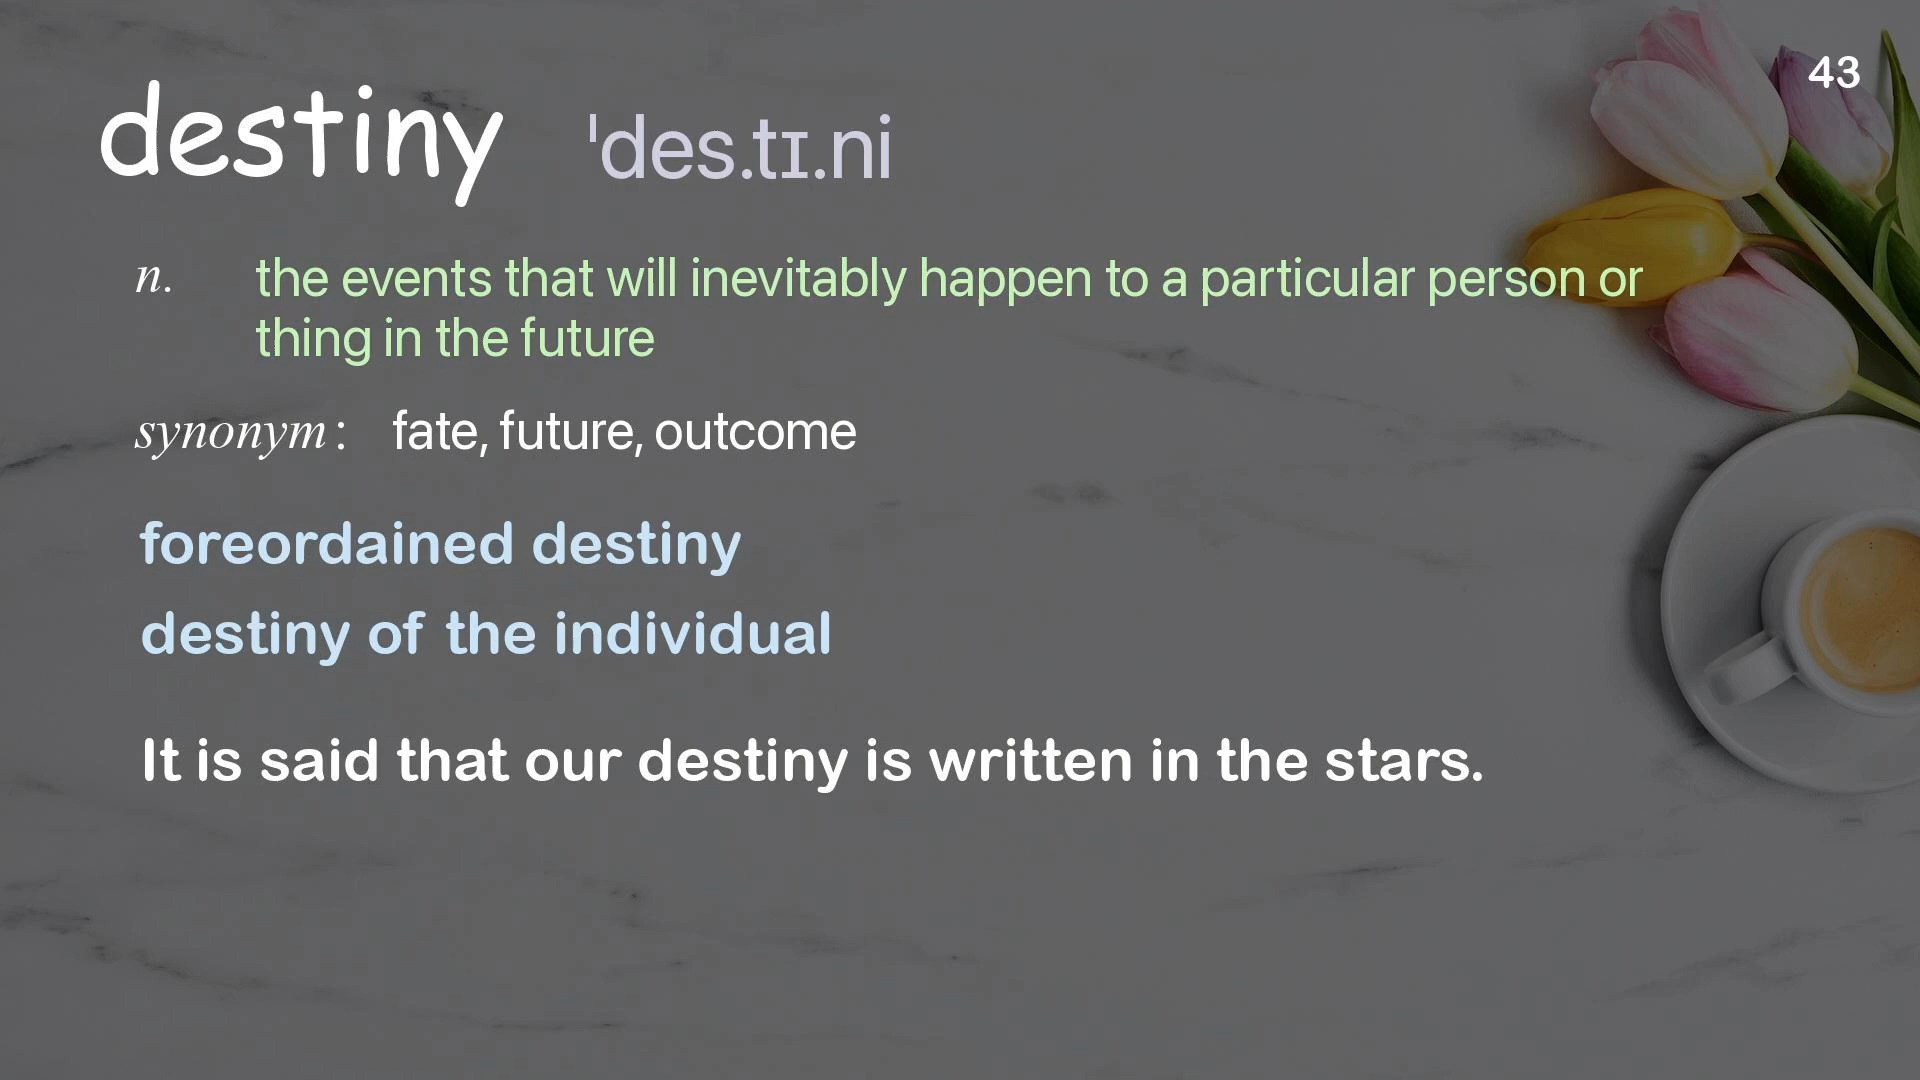 43
destiny ˈdes.tɪ.ni
n. the events that will inevitably happen to a particular person or
thing in the future
synonym: fate, future, outcome
foreordained destiny
destiny of the individual
It is said that our destiny is written in the stars.